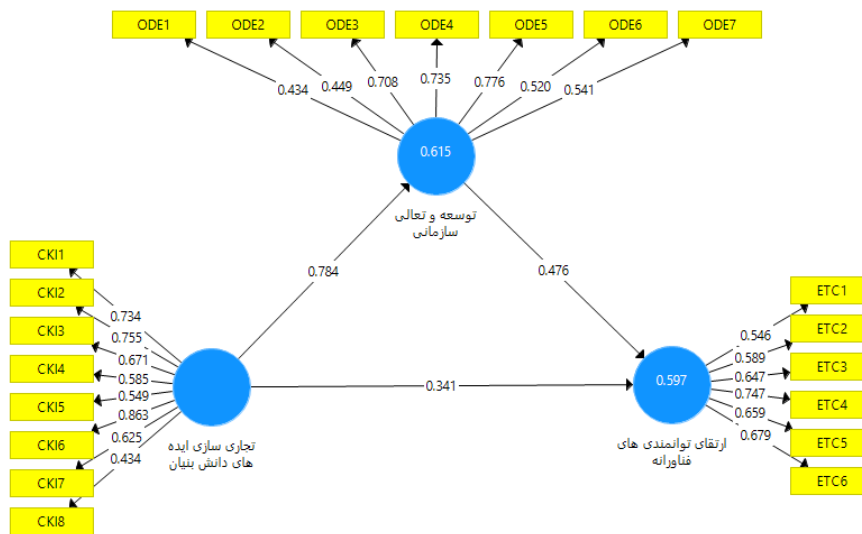 ODE1 ODE2 ODE3 ODE4 ODE5 ODE6 ODE7
0.434 0.449 0.708 0.735 0.776 0.520 0.541
0.615
توسعه و تعالی
سازمانی
0.784
0.476
CKI1
CKI2
CKI3
CKI4
CKI5
CKI6
CKI7
CKI8
0.734
0.755
0.671
0.585
0.549
0.863
0.625
0.434
تجاری سازی ایده
های دانش بنیان
0.341
0.597
ارتقای توانمندی های
فناورانه
0.546
0.589
0.647
0.747
0.659
0.679
ETC1
ETC2
ETC3
ETC4
ETC5
ETC6